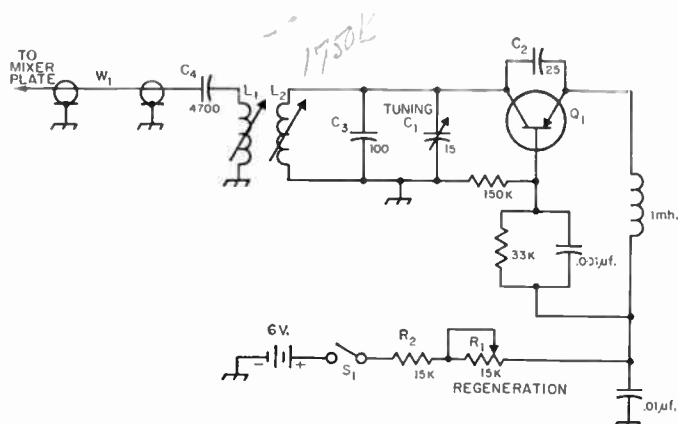 1750K
TO
MIXER
PLATE
W1
C4
4700
L1
L2
C3
100
TUNING
C1
15
C2
25
Q1
150K
33K
.001µf.
1mh.
6V.
- +
S1
R2
15K
R1
15K
REGENERATION
.01µf.